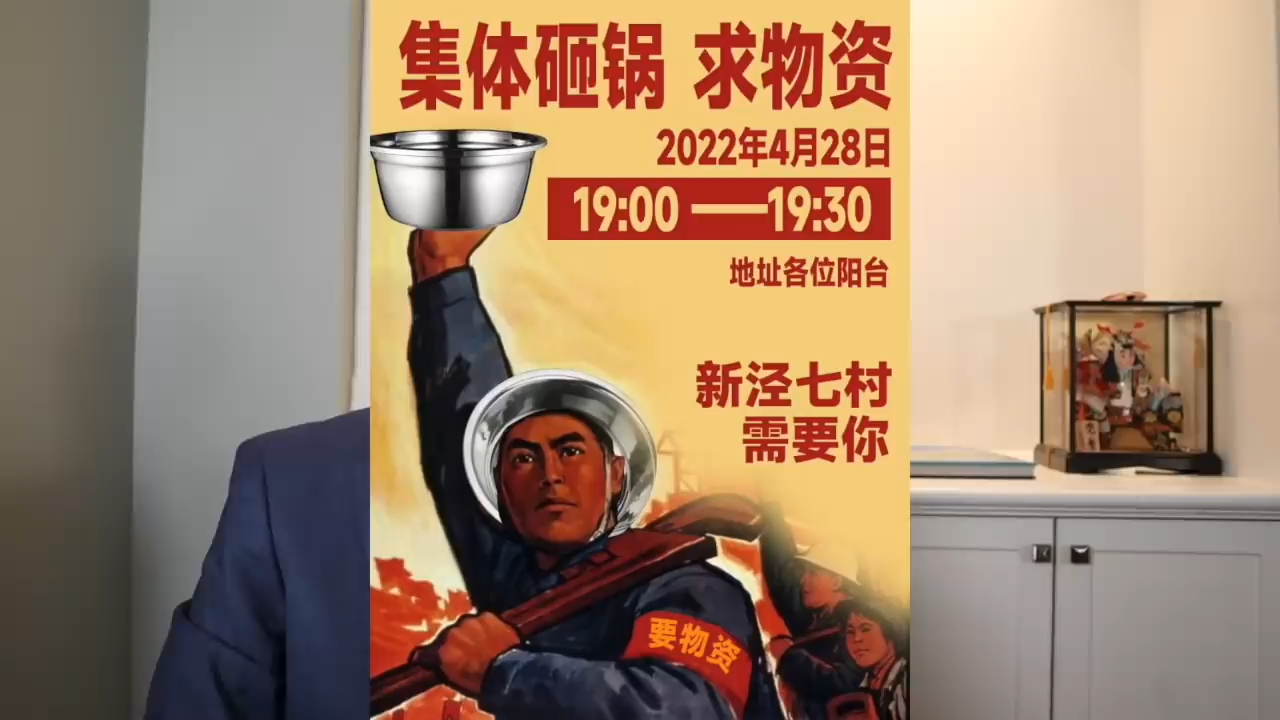 集体砸锅 求物资
2022年4月28日
19:00 ——19:30
地址各位阳台
新泾七村
需要你
要物资